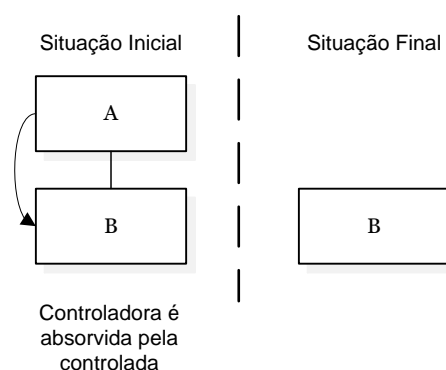 Situação Inicial
Situação Final
A
B
B
Controladora é
absorvida pela
controlada